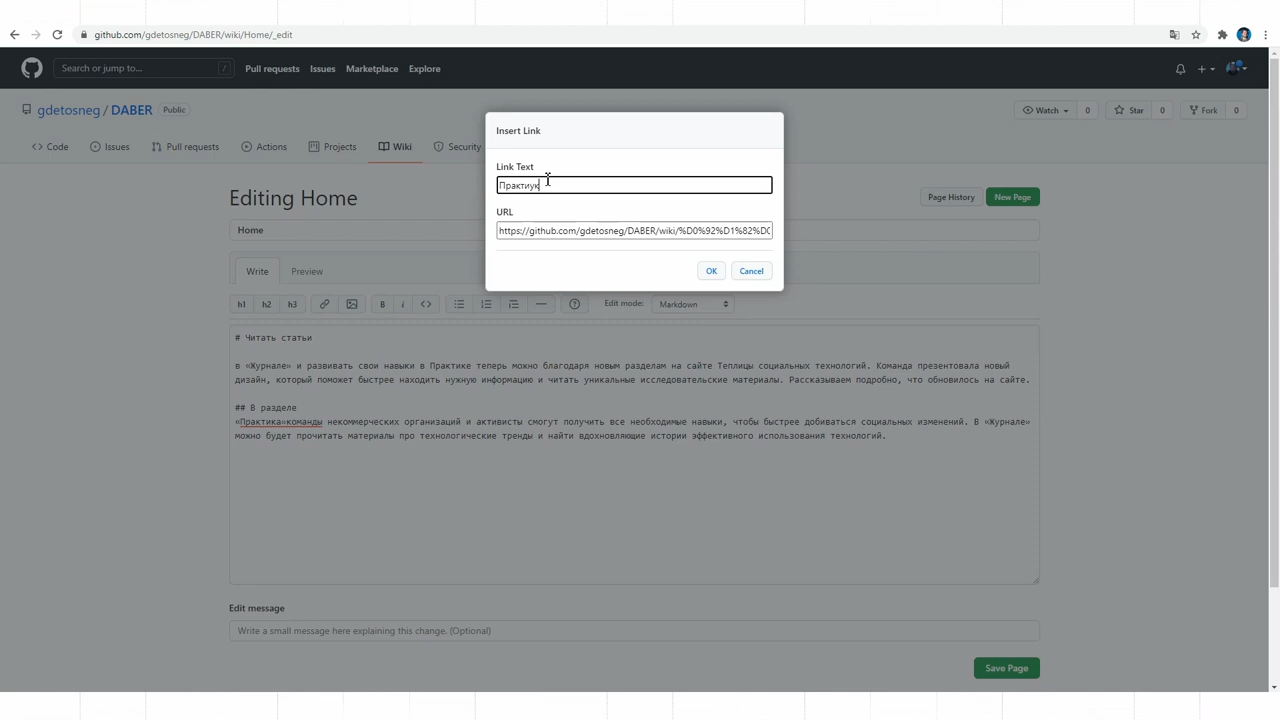 github.com/gdetosneg/DABER/wiki/Home/_edit
Search or jump to... /
Pull requests Issues Marketplace Explore
gdetosneg / DABER Public
Watch 0 Star 0 Fork 0
Code Issues Pull requests Actions Projects Wiki Security
Insert Link
Link Text
Практиук
URL
https://github.com/gdetosneg/DABER/wiki/%D0%92%D1%82%D0
OK Cancel
Editing Home
Page History New Page
Home
Write Preview
h1 h2 h3 B i Edit mode: Markdown
# Читать статьи
в «Журнале» и развивать свои навыки в Практике теперь можно благодаря новым разделам на сайте Теплицы социальных технологий. Команда презентовала новый
дизайн, который поможет быстрее находить нужную информацию и читать уникальные исследовательские материалы. Рассказываем подробно, что обновилось на сайте.
## В разделе
«Практика»команды некоммерческих организаций и активисты смогут получить все необходимые навыки, чтобы быстрее добиваться социальных изменений. В «Журнале»
можно будет прочитать материалы про технологические тренды и найти вдохновляющие истории эффективного использования технологий.
Edit message
Write a small message here explaining this change. (Optional)
Save Page